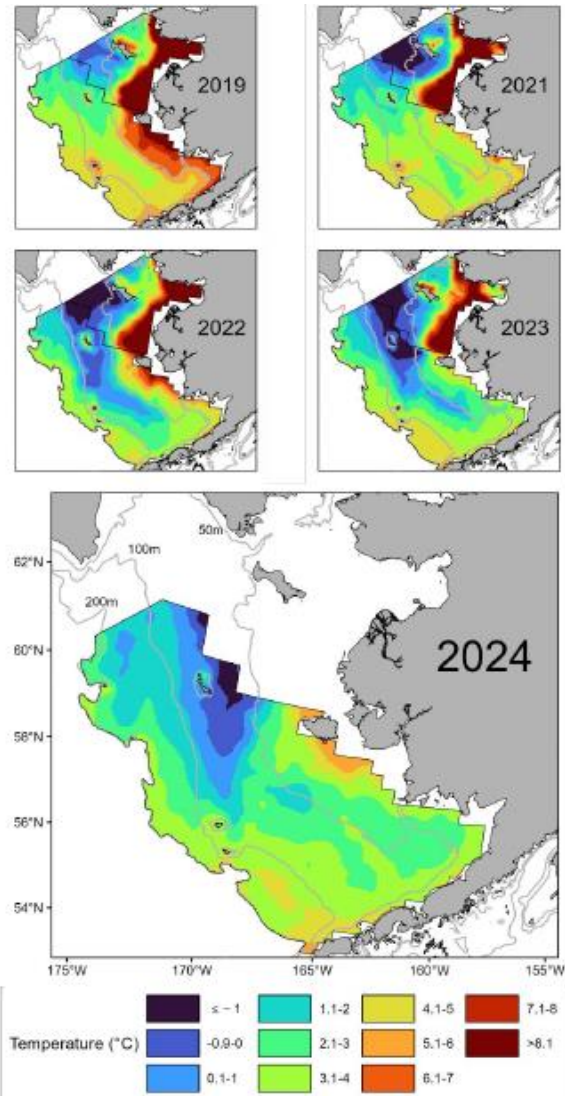 2019
2021
2022
2023
2024
50m
100m
200m
62°N
60°N
58°N
56°N
54°N
175°W
170°W
165°W
160°W
155°W
Temperature (°C)
≤ − 1
1.1-2
4.1-5
7.1-8
-0.9-0
2.1-3
5.1-6
>8.1
0.1-1
3.1-4
6.1-7